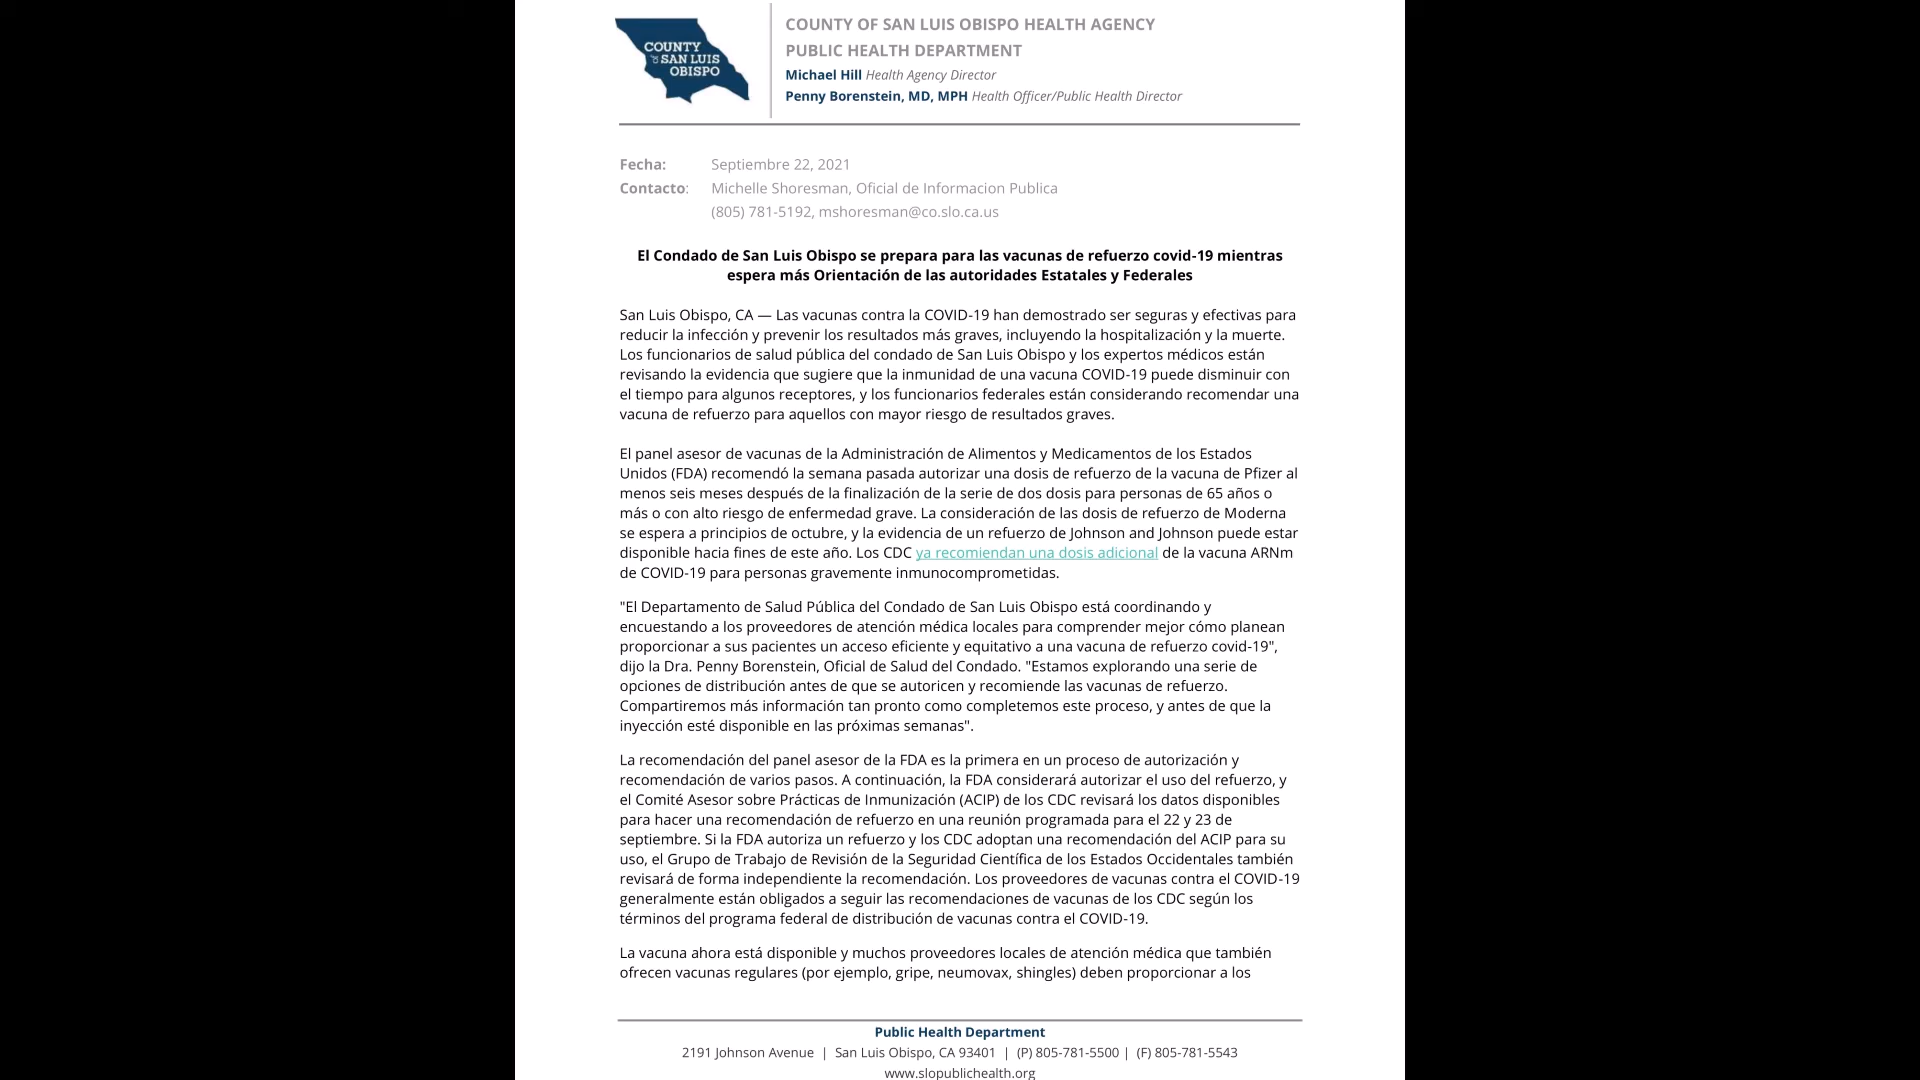 COUNTY OF SAN LUIS OBISPO
COUNTY OF SAN LUIS OBISPO HEALTH AGENCY
PUBLIC HEALTH DEPARTMENT
Michael Hill Health Agency Director
Penny Borenstein, MD, MPH Health Officer/Public Health Director
Fecha: Septiembre 22, 2021
Contacto: Michelle Shoresman, Oficial de Informacion Publica
(805) 781-5192, mshoresman@co.slo.ca.us
El Condado de San Luis Obispo se prepara para las vacunas de refuerzo covid-19 mientras
espera más Orientación de las autoridades Estatales y Federales
San Luis Obispo, CA — Las vacunas contra la COVID-19 han demostrado ser seguras y efectivas para
reducir la infección y prevenir los resultados más graves, incluyendo la hospitalización y la muerte.
Los funcionarios de salud pública del condado de San Luis Obispo y los expertos médicos están
revisando la evidencia que sugiere que la inmunidad de una vacuna COVID-19 puede disminuir con
el tiempo para algunos receptores, y los funcionarios federales están considerando recomendar una
vacuna de refuerzo para aquellos con mayor riesgo de resultados graves.
El panel asesor de vacunas de la Administración de Alimentos y Medicamentos de los Estados
Unidos (FDA) recomendó la semana pasada autorizar una dosis de refuerzo de la vacuna de Pfizer al
menos seis meses después de la finalización de la serie de dos dosis para personas de 65 años o
más o con alto riesgo de enfermedad grave. La consideración de las dosis de refuerzo de Moderna
se espera a principios de octubre, y la evidencia de un refuerzo de Johnson and Johnson puede estar
disponible hacia fines de este año. Los CDC ya recomiendan una dosis adicional de la vacuna ARNm
de COVID-19 para personas gravemente inmunocomprometidas.
"El Departamento de Salud Pública del Condado de San Luis Obispo está coordinando y
encuestando a los proveedores de atención médica locales para comprender mejor cómo planean
proporcionar a sus pacientes un acceso eficiente y equitativo a una vacuna de refuerzo covid-19",
dijo la Dra. Penny Borenstein, Oficial de Salud del Condado. "Estamos explorando una serie de
opciones de distribución antes de que se autoricen y recomiende las vacunas de refuerzo.
Compartiremos más información tan pronto como completemos este proceso, y antes de que la
inyección esté disponible en las próximas semanas".
La recomendación del panel asesor de la FDA es la primera en un proceso de autorización y
recomendación de varios pasos. A continuación, la FDA considerará autorizar el uso del refuerzo, y
el Comité Asesor sobre Prácticas de Inmunización (ACIP) de los CDC revisará los datos disponibles
para hacer una recomendación de refuerzo en una reunión programada para el 22 y 23 de
septiembre. Si la FDA autoriza un refuerzo y los CDC adoptan una recomendación del ACIP para su
uso, el Grupo de Trabajo de Revisión de la Seguridad Científica de los Estados Occidentales también
revisará de forma independiente la recomendación. Los proveedores de vacunas contra el COVID-19
generalmente están obligados a seguir las recomendaciones de vacunas de los CDC según los
términos del programa federal de distribución de vacunas contra el COVID-19.
La vacuna ahora está disponible y muchos proveedores locales de atención médica que también
ofrecen vacunas regulares (por ejemplo, gripe, neumovax, shingles) deben proporcionar a los
Public Health Department
2191 Johnson Avenue | San Luis Obispo, CA 93401 | (P) 805-781-5500 | (F) 805-781-5543
www.slopublichealth.org